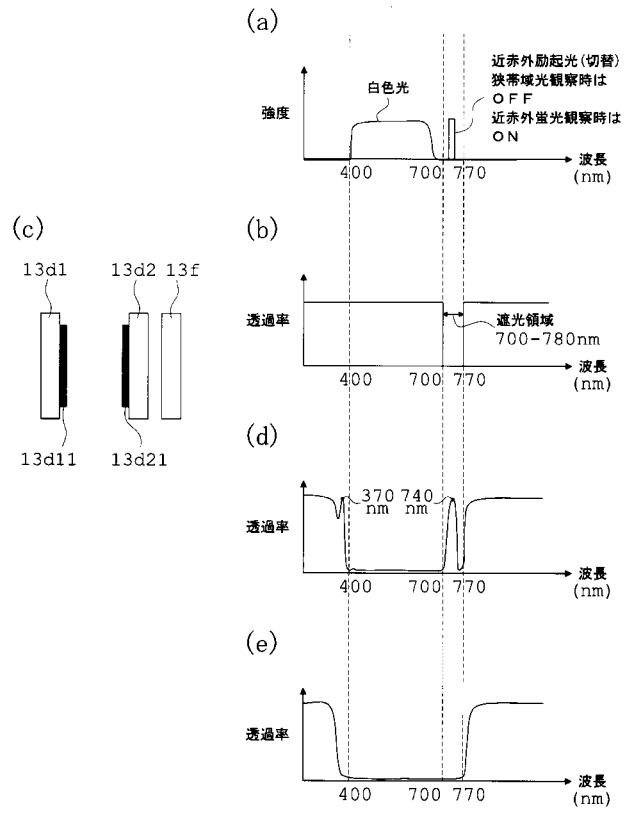 (a)
近赤外励起光(切替)
狭帯域光観察時は
OFF
近赤外蛍光観察時は
ON
白色光
強度
400
700
770
波長
(nm)
(b)
透過率
遮光領域
700-780nm
400
700
770
波長
(nm)
(c)
13d1
13d2
13f
13d11
13d21
(d)
370
nm
740
nm
透過率
400
700
770
波長
(nm)
(e)
透過率
400
700
770
波長
(nm)